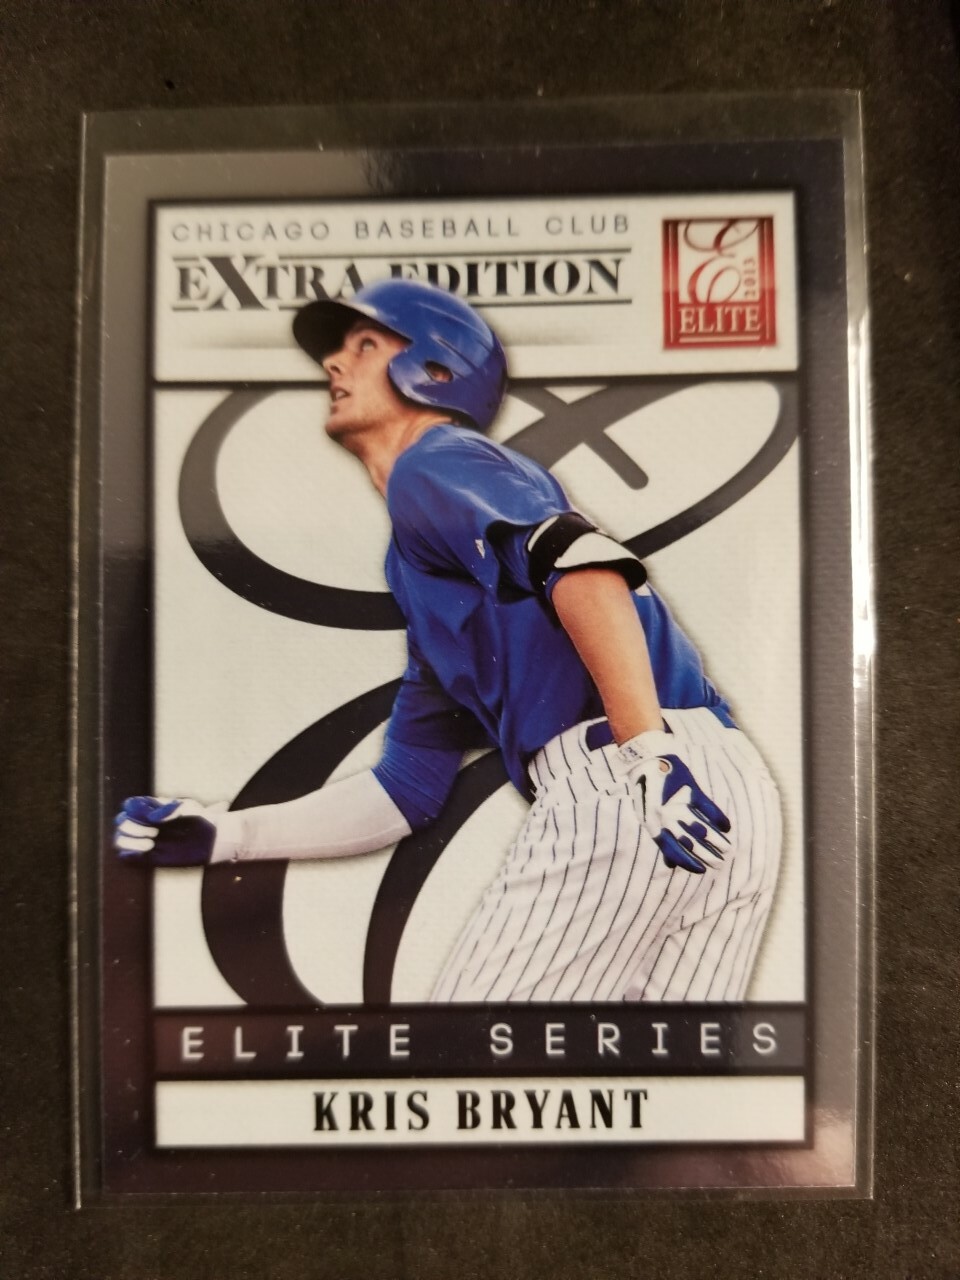 CHICAGO BASEBALL CLUB
EXTRA EDITION
2013
ELITE
ELITE SERIES
KRIS BRYANT